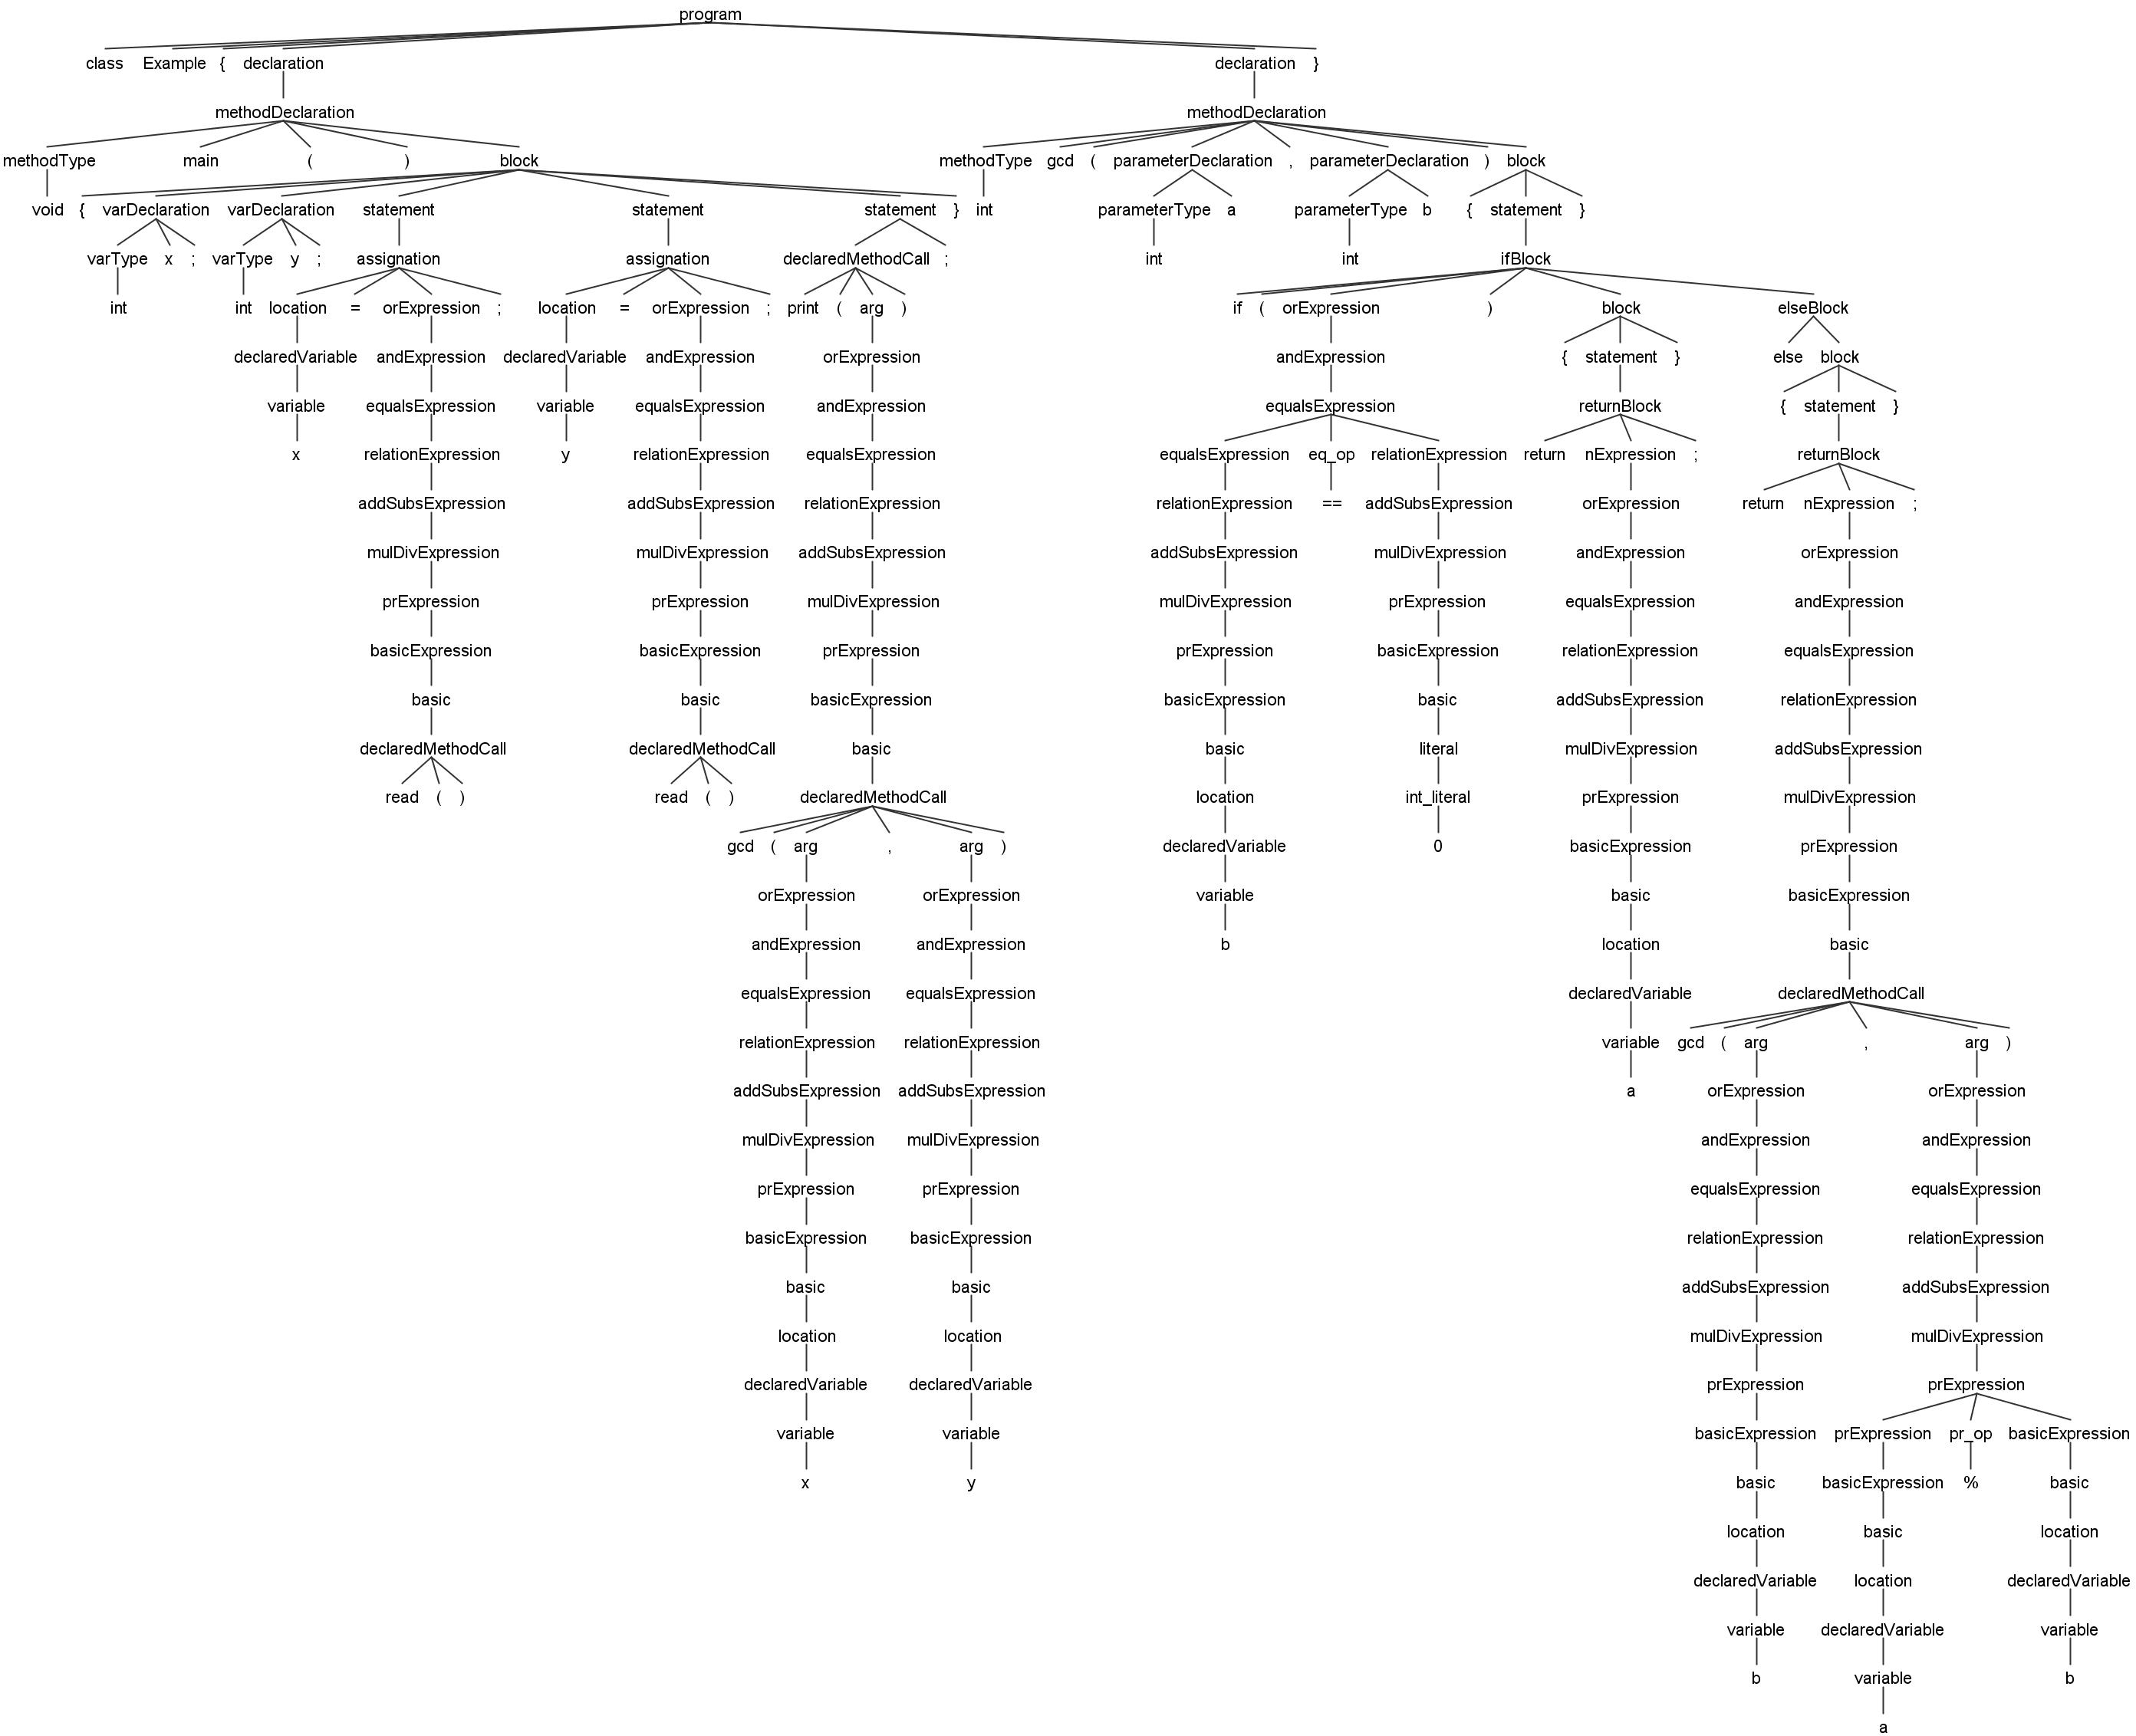 program
class Example { declaration declaration }
methodDeclaration methodDeclaration
methodType main ( ) block methodType gcd ( parameterDeclaration , parameterDeclaration ) block
void { varDeclaration varDeclaration statement statement statement } int parameterType a parameterType b { statement }
varType x ; varType y ; assignation assignation declaredMethodCall ; int int ifBlock
int int location = orExpression ; location = orExpression ; print ( arg ) if ( orExpression ) block elseBlock
declaredVariable andExpression declaredVariable andExpression orExpression andExpression { statement } else block
variable equalsExpression variable equalsExpression andExpression equalsExpression returnBlock { statement }
x relationExpression y relationExpression equalsExpression equalsExpression eq_op relationExpression return nExpression ; returnBlock
addSubsExpression addSubsExpression relationExpression relationExpression == addSubsExpression orExpression return nExpression ;
mulDivExpression mulDivExpression addSubsExpression addSubsExpression mulDivExpression andExpression orExpression
prExpression prExpression mulDivExpression mulDivExpression prExpression equalsExpression andExpression
basicExpression basicExpression prExpression prExpression basicExpression relationExpression equalsExpression
basic basic basicExpression basicExpression basic addSubsExpression relationExpression
declaredMethodCall declaredMethodCall basic basic literal mulDivExpression addSubsExpression
read ( ) read ( ) declaredMethodCall location int_literal prExpression mulDivExpression
gcd ( arg , arg ) declaredVariable 0 basicExpression prExpression
orExpression orExpression variable basic basicExpression
andExpression andExpression b location basic
equalsExpression equalsExpression declaredVariable declaredMethodCall
relationExpression relationExpression variable gcd ( arg , arg )
addSubsExpression addSubsExpression a orExpression orExpression
mulDivExpression mulDivExpression andExpression andExpression
prExpression prExpression equalsExpression equalsExpression
basicExpression basicExpression relationExpression relationExpression
basic basic addSubsExpression addSubsExpression
location location mulDivExpression mulDivExpression
declaredVariable declaredVariable prExpression prExpression
variable variable basicExpression prExpression pr_op basicExpression
x y basic basicExpression % basic
location basic location
declaredVariable location declaredVariable
variable declaredVariable variable
b variable b
a